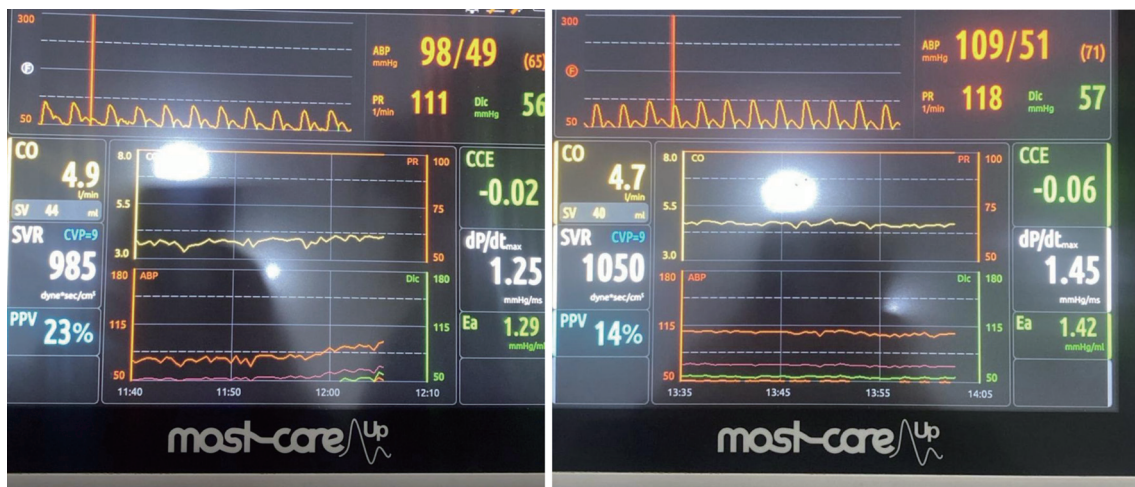 300
50
ABP
mmHg
98/49
(65)
PR
1/min
111
Dic
mmHg
56
CO
4.9
l/min
SV 44 ml
SVR CVP=9
985
dyne*sec/cm⁵
PPV 23%
8.0
5.5
3.0
PR
100
75
50
180
ABP
115
50
Dic
180
115
50
11:40 11:50 12:00 12:10
CCE
-0.02
dP/dtmax
1.25
mmHg/ms
Ea 1.29
mmHg/ml
most-care Up
300
50
ABP
mmHg
109/51
(71)
PR
1/min
118
Dic
mmHg
57
CO
4.7
l/min
SV 40 ml
SVR CVP=9
1050
dyne*sec/cm⁵
PPV 14%
8.0
CO
5.5
3.0
PR
100
75
50
180
ABP
115
50
Dic
180
115
50
13:35 13:45 13:55 14:05
CCE
-0.06
dP/dtmax
1.45
mmHg/ms
Ea 1.42
mmHg/ml
most-care Up